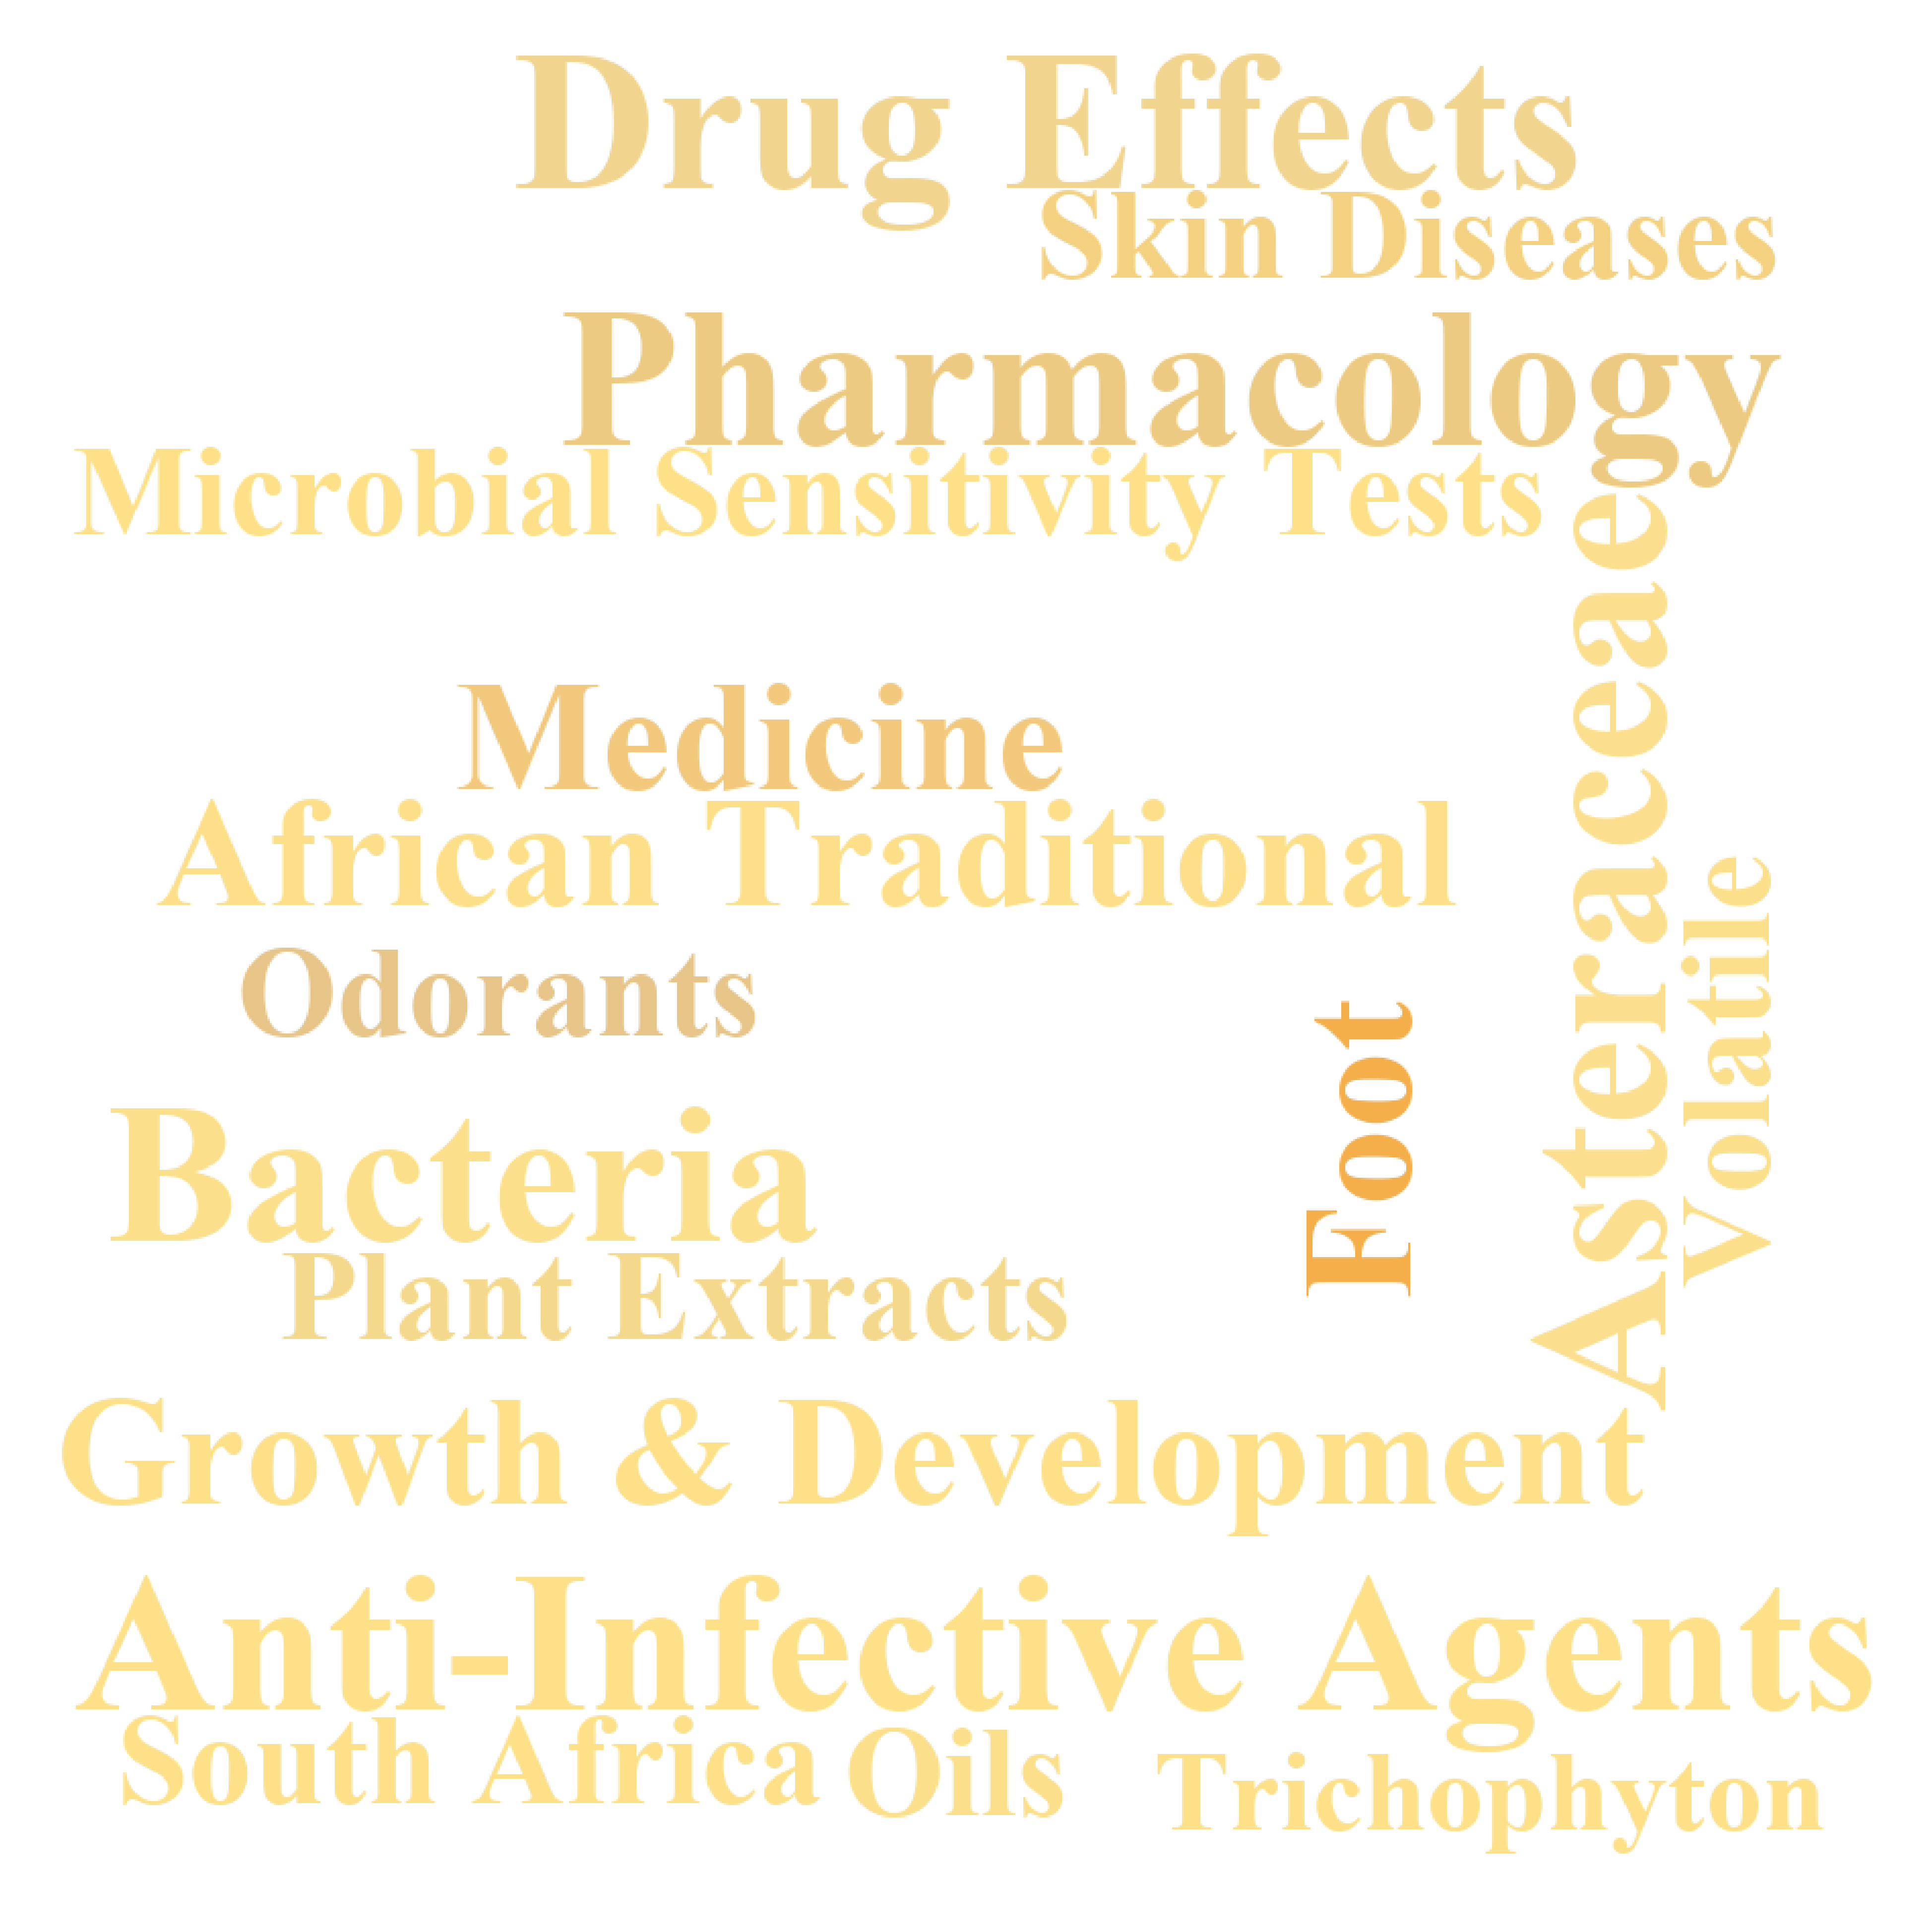 Drug Effects
Skin Diseases
Pharmacology
Microbial Sensitivity Tests
Medicine
African Traditional
Odorants
Foot
Asteraceae
Volatile
Bacteria
Plant Extracts
Growth & Development
Anti-Infective Agents
South Africa
Oils
Trichophyton